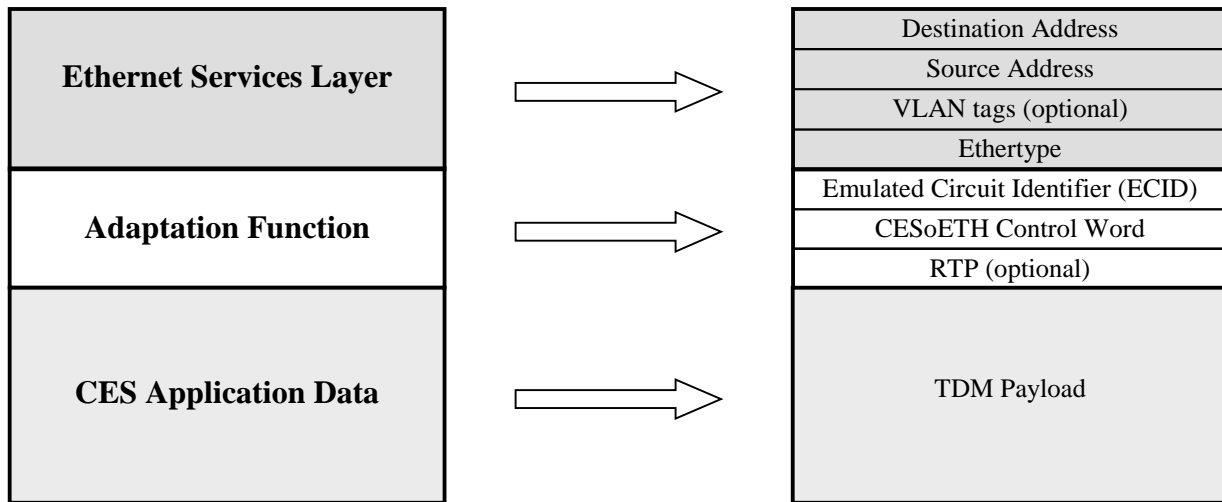 Ethernet Services Layer
Destination Address
Source Address
VLAN tags (optional)
Ethertype
Adaptation Function
Emulated Circuit Identifier (ECID)
CESoETH Control Word
RTP (optional)
CES Application Data
TDM Payload